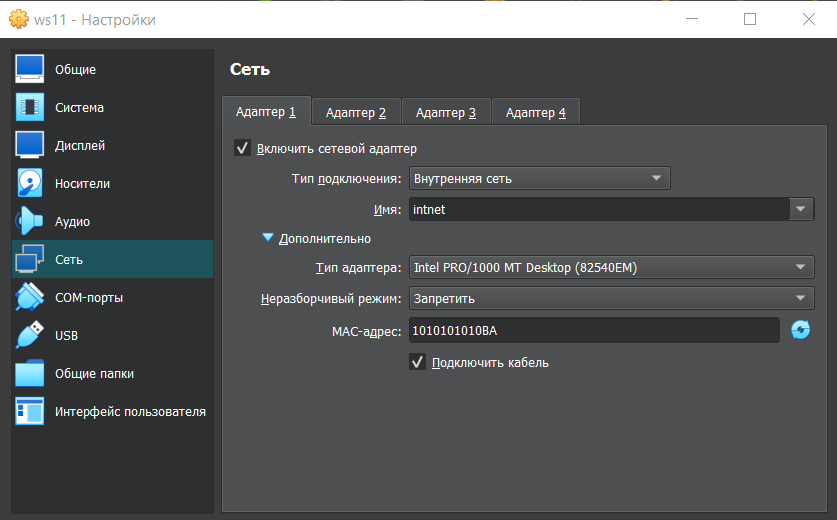 ws11 - Настройки
Общие
Система
Дисплей
Носители
Аудио
Сеть
COM-порты
USB
Общие папки
Интерфейс пользователя
Сеть
Адаптер 1 Адаптер 2 Адаптер 3 Адаптер 4
Включить сетевой адаптер
Тип подключения: Внутренняя сеть
Имя: intnet
Дополнительно
Тип адаптера: Intel PRO/1000 MT Desktop (82540EM)
Неразборчивый режим: Запретить
MAC-адрес: 1010101010BA
Подключить кабель